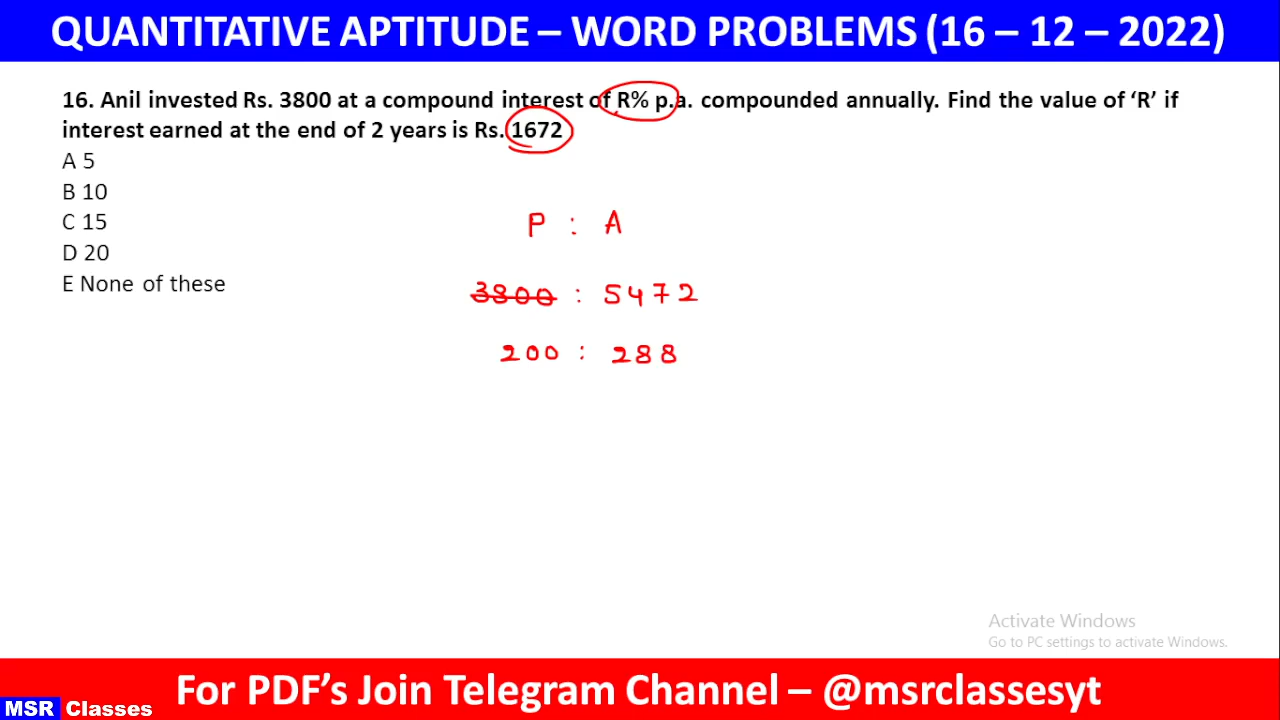 QUANTITATIVE APTITUDE – WORD PROBLEMS (16 – 12 – 2022)
16. Anil invested Rs. 3800 at a compound interest of R% p.a. compounded annually. Find the value of ‘R’ if
interest earned at the end of 2 years is Rs. 1672
A 5
B 10
C 15
D 20
E None of these
P : A
3800 : 5472
200 : 288
Activate Windows
Go to PC settings to activate Windows.
For PDF’s Join Telegram Channel – @msrclassesyt
MSR Classes